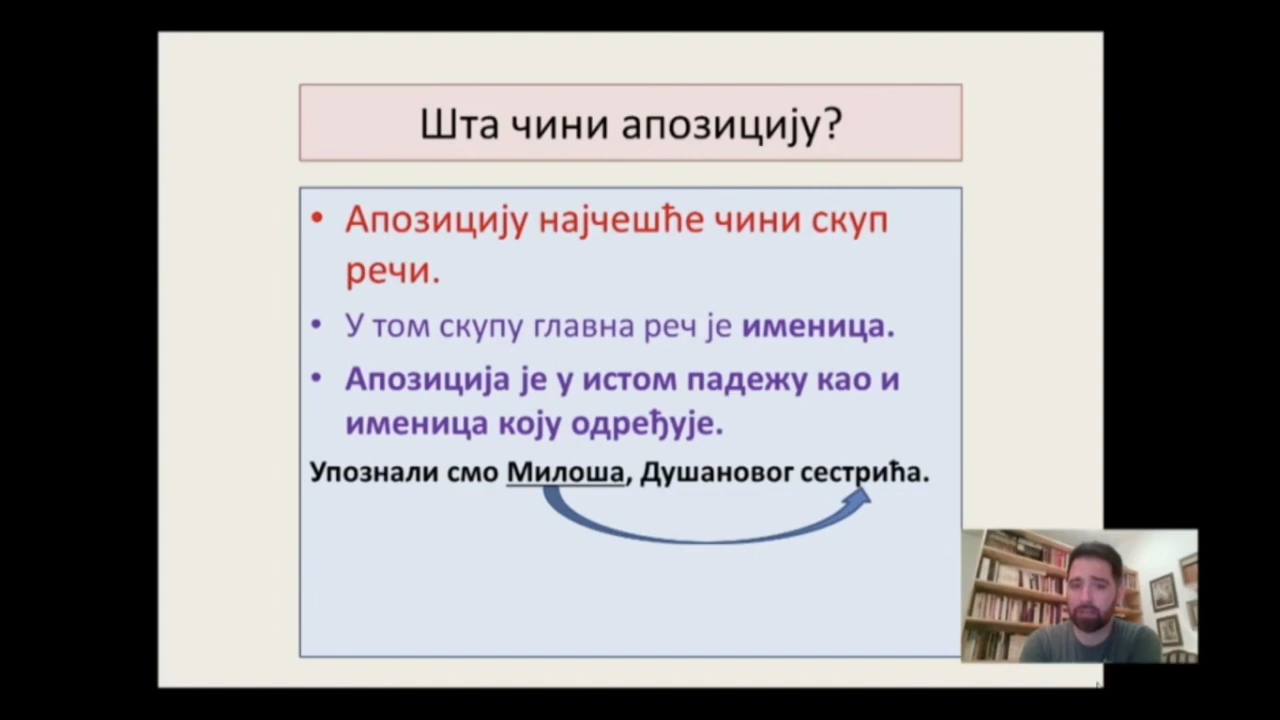 Шта чини апозицију?
• Апозицију најчешће чини скуп
речи.
• У том скупу главна реч је именица.
• Апозиција је у истом падежу као и
именица коју одређује.
Упознали смо Милоша, Душановог сестрића.